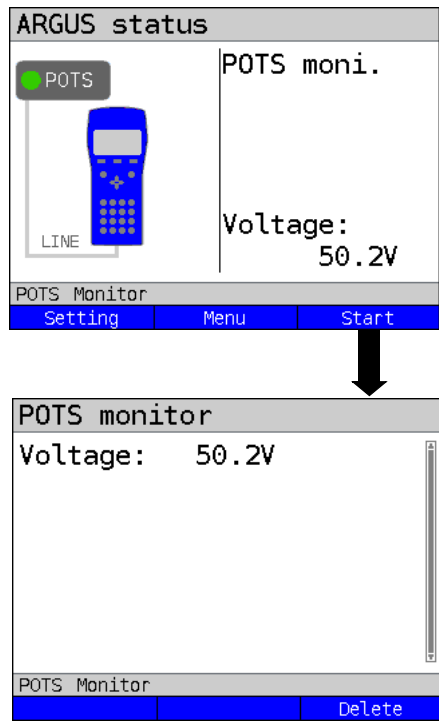 ARGUS status
POTS
POTS moni.
LINE
Voltage:
50.2V
POTS Monitor
Setting Menu Start
POTS monitor
Voltage: 50.2V
POTS Monitor
Delete